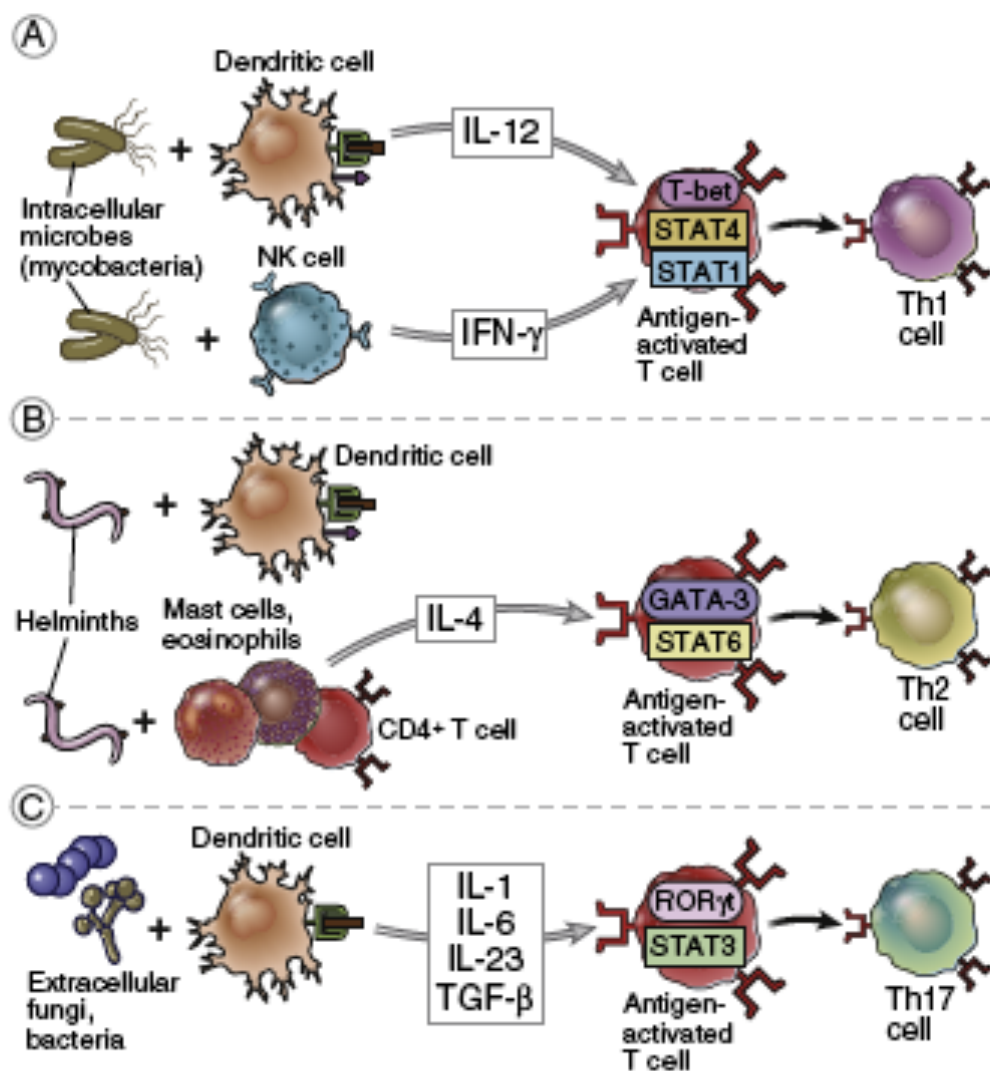 A
Dendritic cell
IL-12
T-bet
STAT4
STAT1
Intracellular
microbes
(mycobacteria)
NK cell
IFN-γ
Antigen-
activated
T cell
Th1
cell
B
Dendritic cell
Helminths
Mast cells,
eosinophils
IL-4
GATA-3
STAT6
CD4+ T cell
Antigen-
activated
T cell
Th2
cell
C
Dendritic cell
IL-1
IL-6
IL-23
TGF-β
RORγt
STAT3
Extracellular
fungi,
bacteria
Antigen-
activated
T cell
Th17
cell